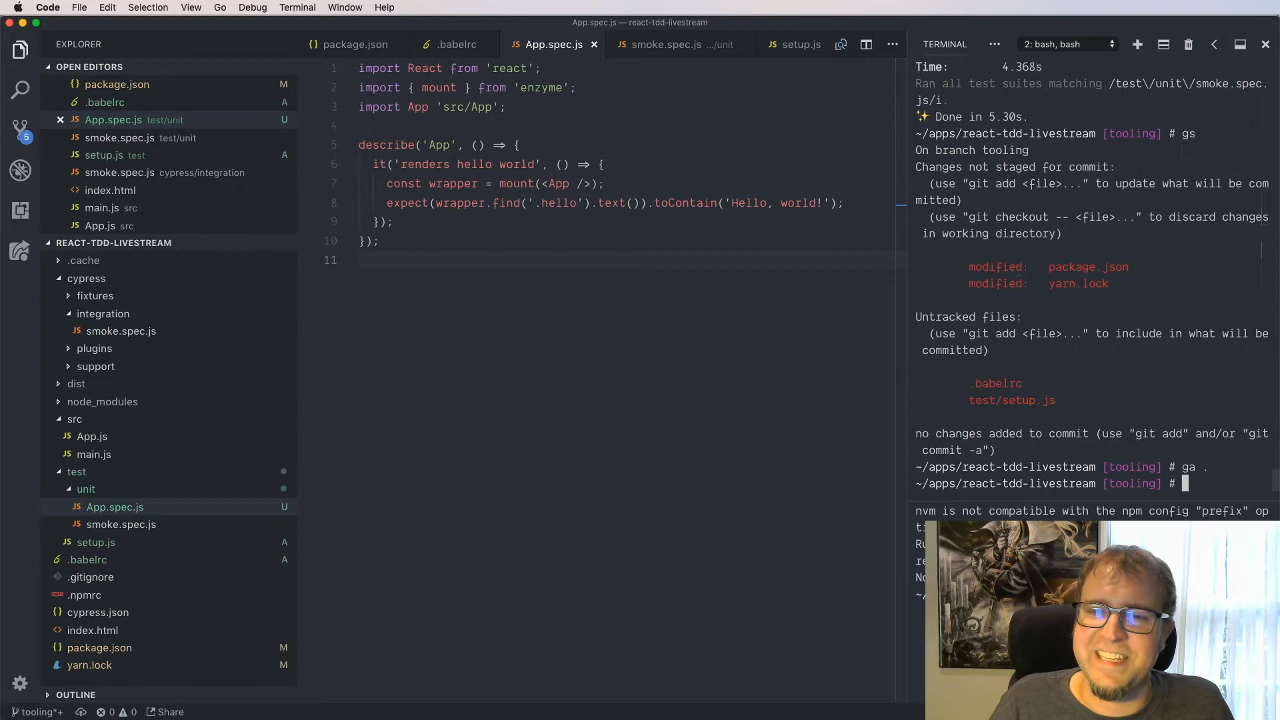 Code File Edit Selection View Go Debug Terminal Window Help
App.spec.js — react-tdd-livestream
EXPLORER
OPEN EDITORS
package.json M
.babelrc A
App.spec.js test/unit U
smoke.spec.js test/unit
setup.js test A
smoke.spec.js cypress/integration
index.html
main.js src
App.js src
REACT-TDD-LIVESTREAM
.cache
cypress
fixtures
integration
JS smoke.spec.js
plugins
support
dist
node_modules
src
JS App.js
JS main.js
test
unit
JS App.spec.js U
JS smoke.spec.js
JS setup.js A
.babelrc A
.gitignore
.npmrc
cypress.json
index.html
package.json M
yarn.lock M
OUTLINE
tooling*+ 0 0 Share
package.json .babelrc JS App.spec.js JS smoke.spec.js .../unit JS setup.js
1 import React from 'react';
2 import { mount } from 'enzyme';
3 import App 'src/App';
4
5 describe('App', () => {
6 it('renders hello world', () => {
7 const wrapper = mount(<App />);
8 expect(wrapper.find('.hello').text()).toContain('Hello, world!');
9 });
10 });
11
TERMINAL 2: bash, bash
Time: 4.368s
Ran all test suites matching /test\/unit\/smoke.spec.
js/i.
✨ Done in 5.30s.
~/apps/react-tdd-livestream [tooling] # gs
On branch tooling
Changes not staged for commit:
(use "git add <file>..." to update what will be com
mitted)
(use "git checkout -- <file>..." to discard changes
in working directory)
modified: package.json
modified: yarn.lock
Untracked files:
(use "git add <file>..." to include in what will be
committed)
.babelrc
test/setup.js
no changes added to commit (use "git add" and/or "git
commit -a")
~/apps/react-tdd-livestream [tooling] # ga .
~/apps/react-tdd-livestream [tooling] #
nvm is not compatible with the npm config "prefix" op